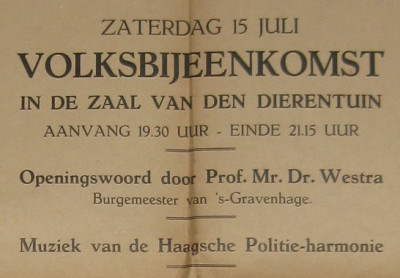 ZATERDAG 15 JULI
VOLKSBIJEENKOMST
IN DE ZAAL VAN DEN DIERENTUIN
AANVANG 19.30 UUR - EINDE 21.15 UUR
Openingswoord door Prof. Mr. Dr. Westra
Burgemeester van 's-Gravenhage.
Muziek van de Haagsche Politie-harmonie